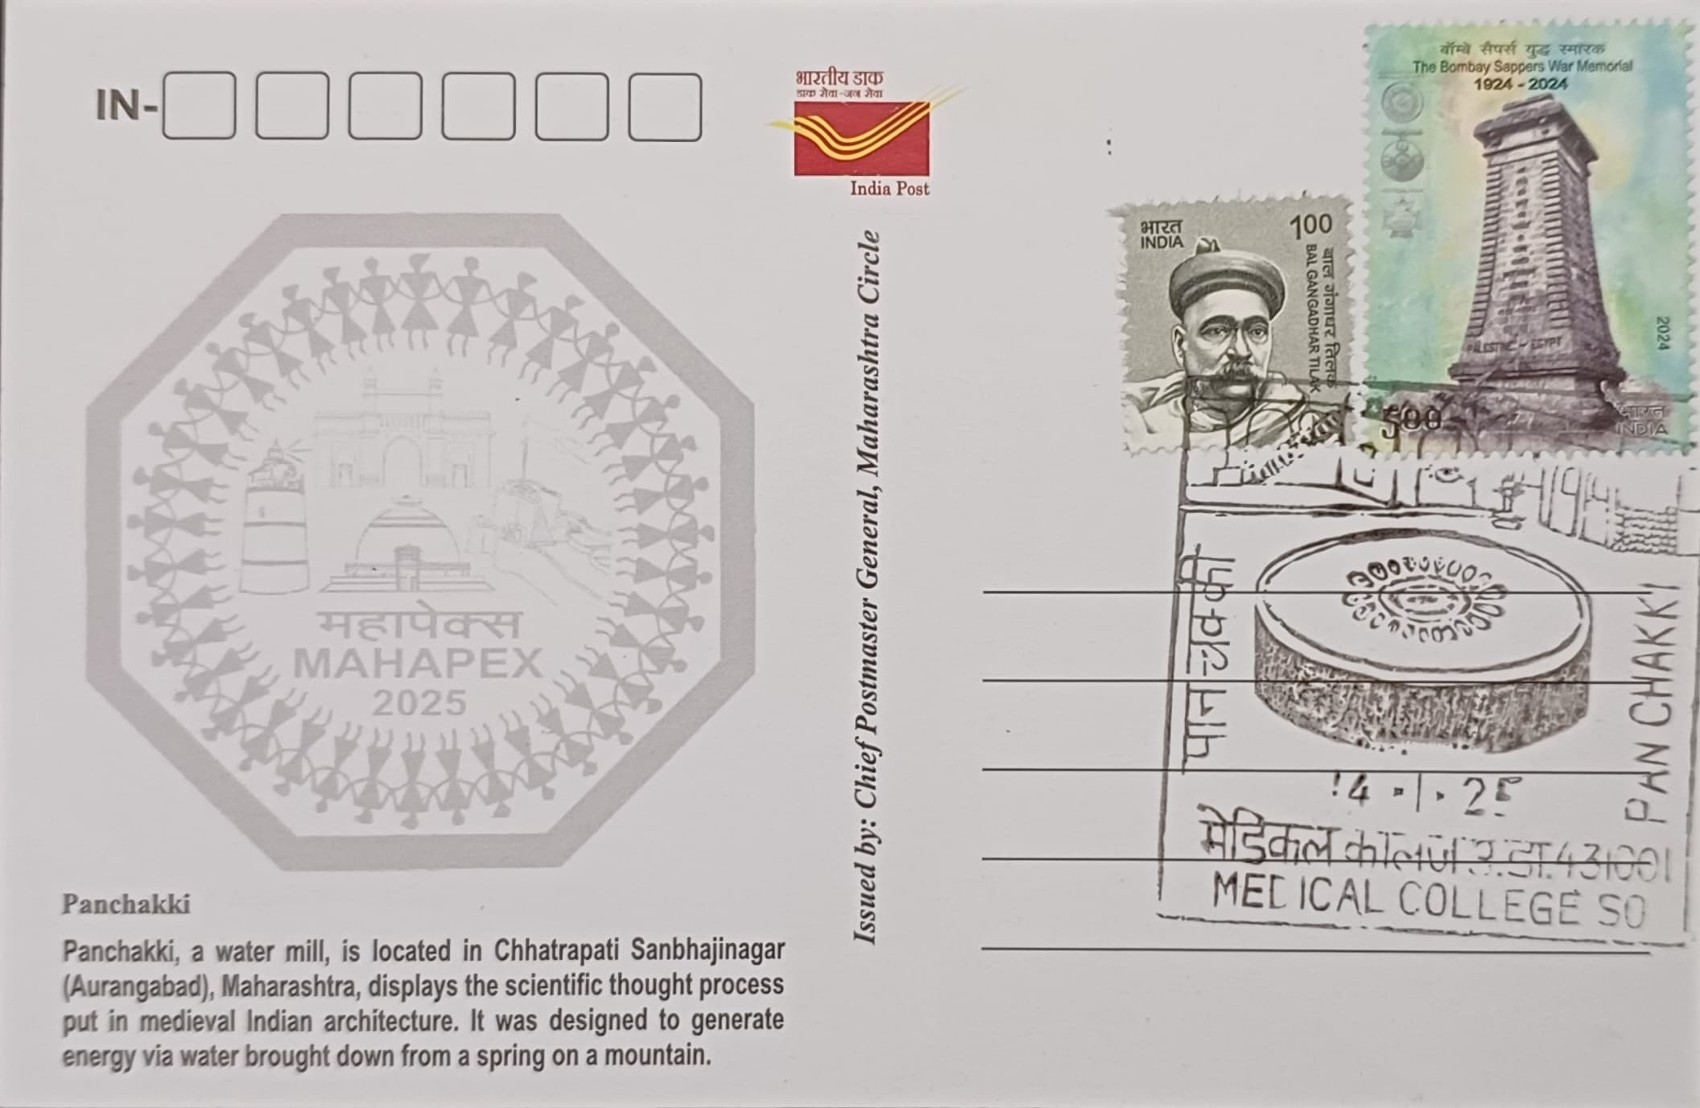 IN-
भारतीय डाक
डाक सेवा-जन सेवा
India Post
बॉम्बे सैपर्स युद्ध स्मारक
The Bombay Sappers War Memorial
1924 - 2024
PALESTINE - EGYPT
2024
500
भारत
INDIA
भारत
INDIA
1.00
बाल गंगाधर तिलक
BAL GANGADHAR TILAK
Issued by: Chief Postmaster General, Maharashtra Circle
महापेक्स
MAHAPEX
2025
पान चक्की
PAN CHAKKI
14.1.25
मेडिकल कॉलेज 431001
MEDICAL COLLEGE SO
Panchakki
Panchakki, a water mill, is located in Chhatrapati Sanbhajinagar
(Aurangabad), Maharashtra, displays the scientific thought process
put in medieval Indian architecture. It was designed to generate
energy via water brought down from a spring on a mountain.